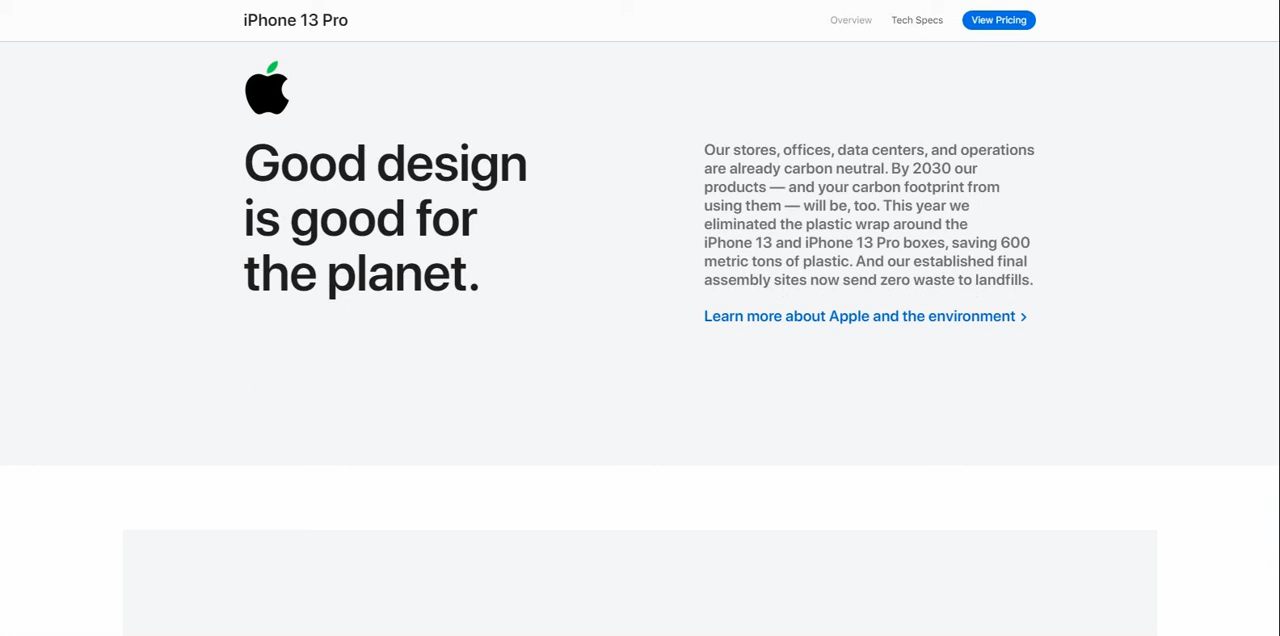 iPhone 13 Pro
Overview
Tech Specs
View Pricing
Good design
is good for
the planet.
Our stores, offices, data centers, and operations
are already carbon neutral. By 2030 our
products — and your carbon footprint from
using them — will be, too. This year we
eliminated the plastic wrap around the
iPhone 13 and iPhone 13 Pro boxes, saving 600
metric tons of plastic. And our established final
assembly sites now send zero waste to landfills.
Learn more about Apple and the environment >